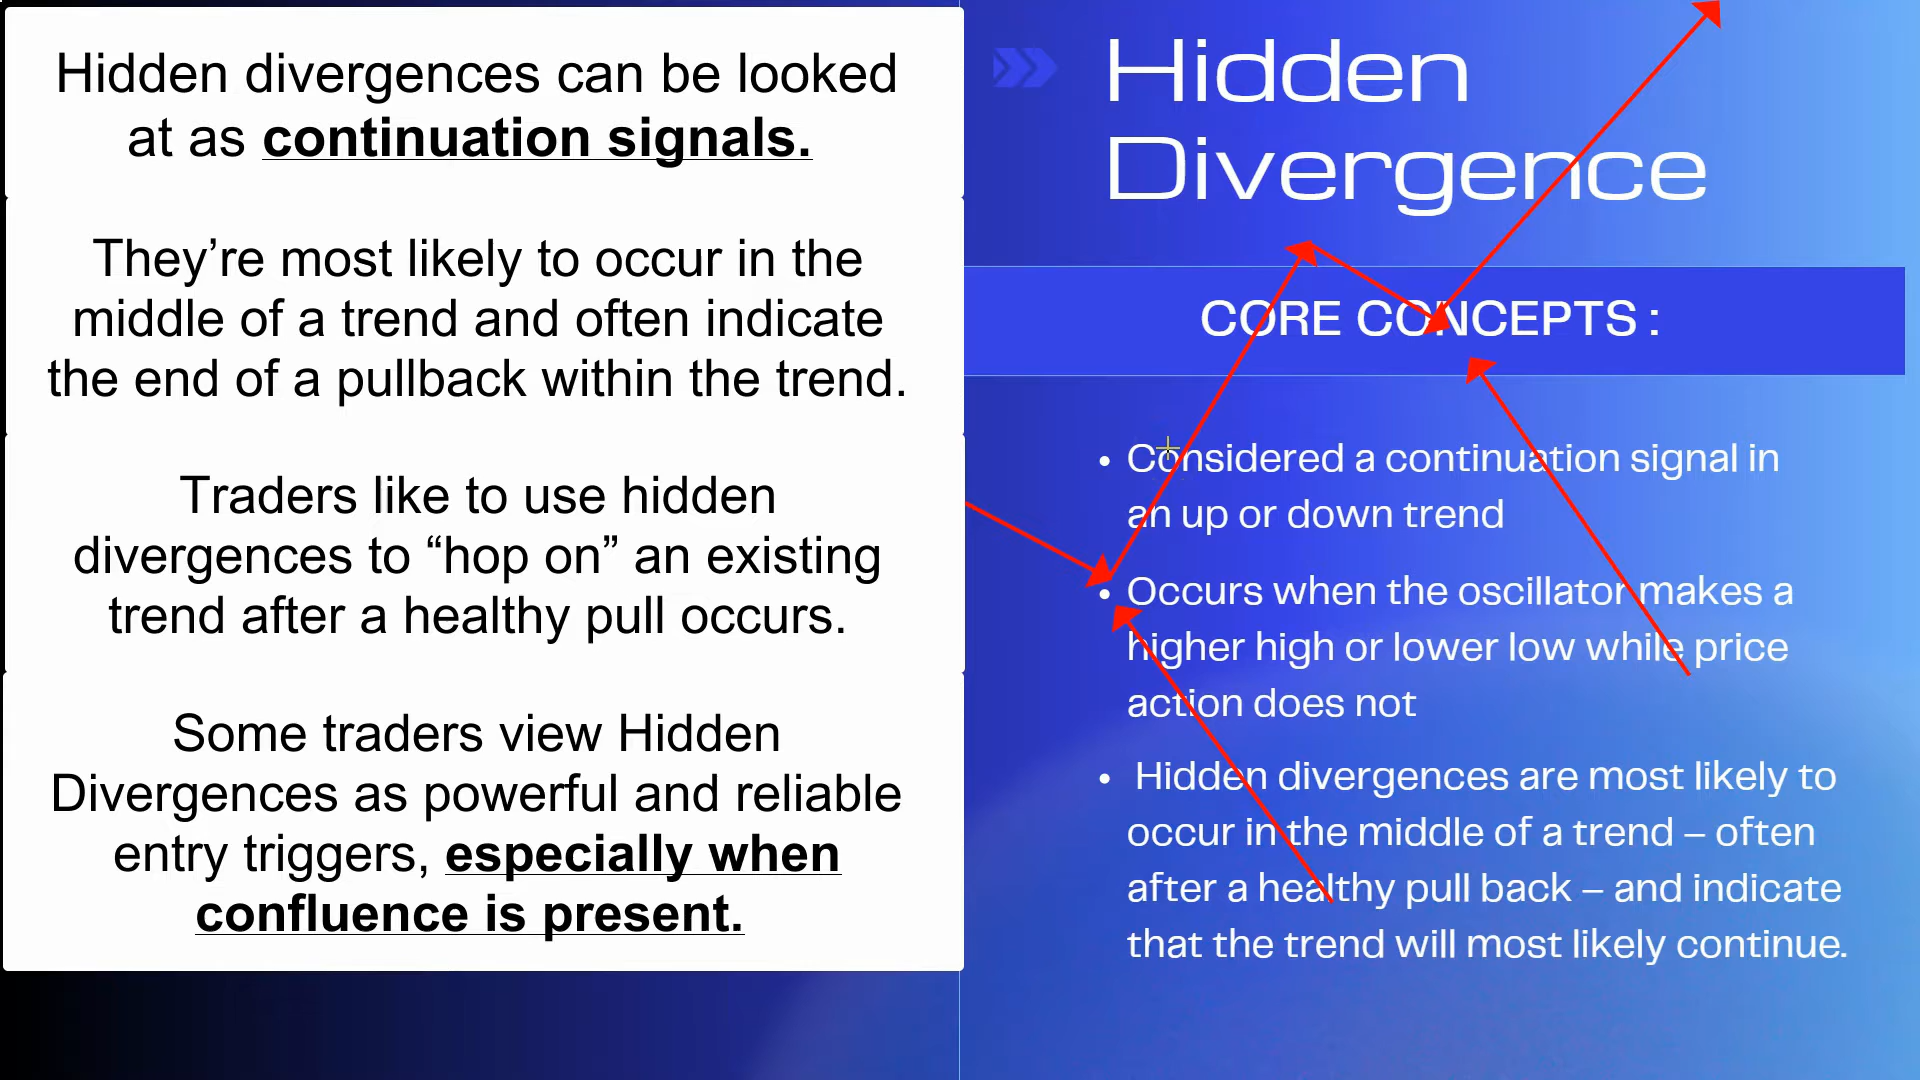 Hidden divergences can be looked
at as continuation signals.
They’re most likely to occur in the
middle of a trend and often indicate
the end of a pullback within the trend.
Traders like to use hidden
divergences to “hop on” an existing
trend after a healthy pull occurs.
Some traders view Hidden
Divergences as powerful and reliable
entry triggers, especially when
confluence is present.
Hidden
Divergence
CORE CONCEPTS :
• Considered a continuation signal in
an up or down trend
• Occurs when the oscillator makes a
higher high or lower low while price
action does not
• Hidden divergences are most likely to
occur in the middle of a trend – often
after a healthy pull back – and indicate
that the trend will most likely continue.